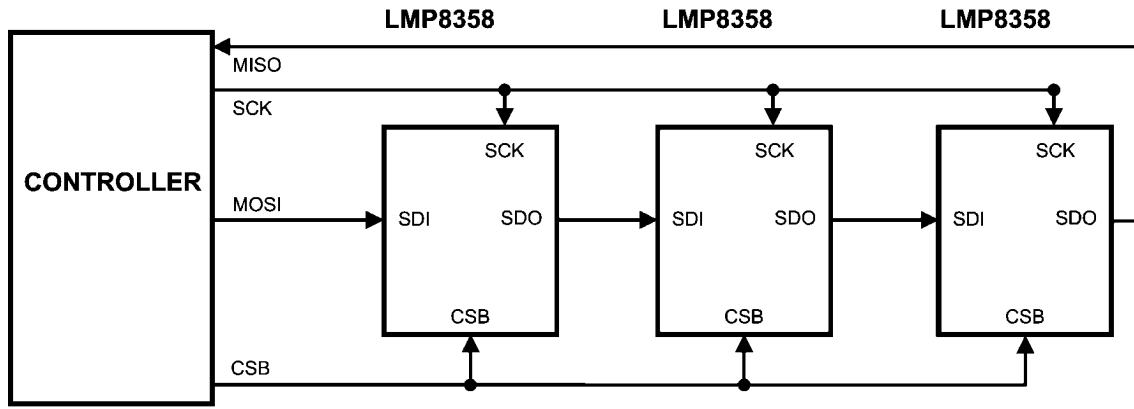 LMP8358 LMP8358 LMP8358
MISO
SCK
SCK SCK SCK
CONTROLLER
MOSI
SDI SDO SDI SDO SDI SDO
CSB CSB CSB
CSB